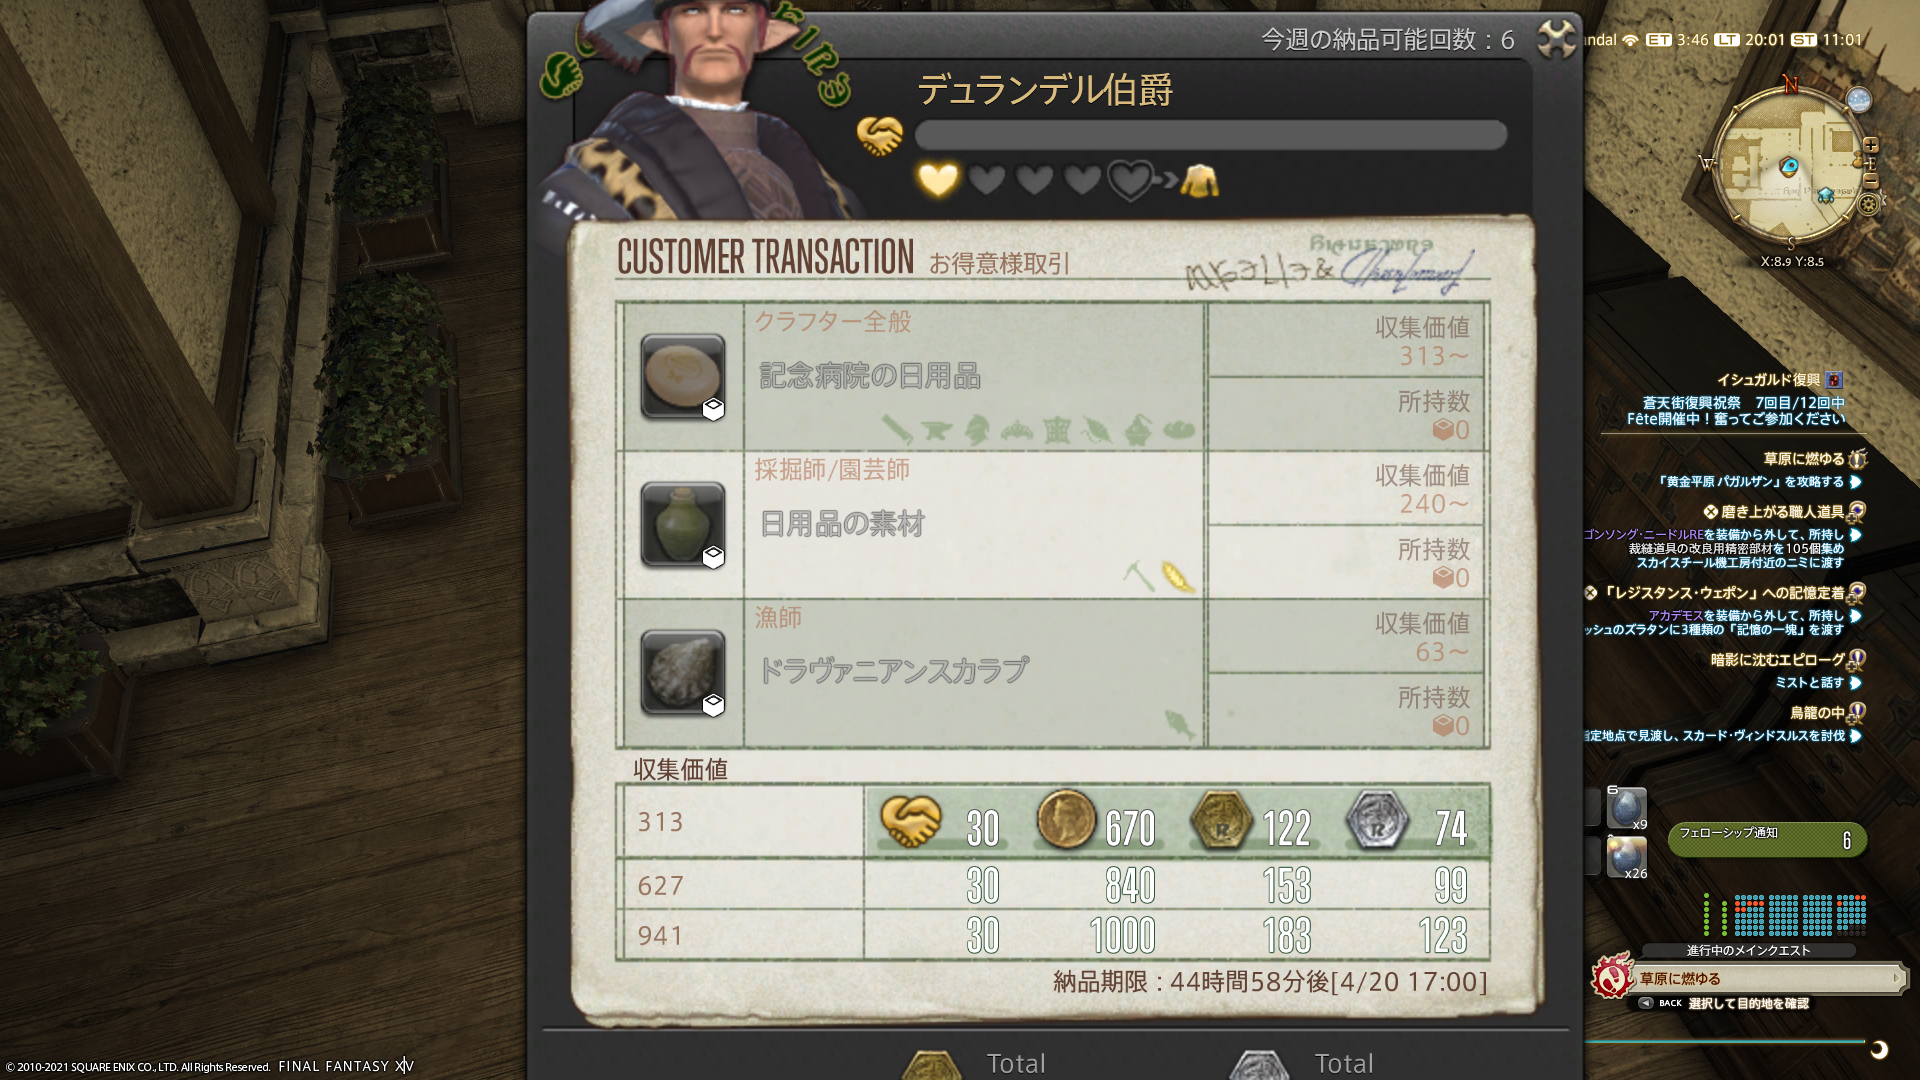 今週の納品可能回数：6
デュランデル伯爵
CUSTOMER TRANSACTION お得意様取引
クラフター全般
記念病院の日用品
収集価値
313～
所持数
0
採掘師/園芸師
日用品の素材
収集価値
240～
所持数
0
漁師
ドラヴァニアンスカラブ
収集価値
63～
所持数
0
収集価値
313 30 670 122 74
627 30 840 153 99
941 30 1000 183 123
納品期限：44時間58分後[4/20 17:00]
Total Total
ndal ET 3:46 LT 20:01 ST 11:01
N
W E
S
X:8.9 Y:8.5
イシュガルド復興
蒼天街復興祝祭 7回目/12回中
Fête開催中！奮ってご参加ください
草原に燃ゆる
「黄金平原 パガルザン」を攻略する
磨き上がる職人道具
ゴンソング・ニードルREを装備から外して、所持し
裁縫道具の改良用精密部材を105個集め
スカイスチール機工房付近のニミに渡す
「レジスタンス・ウェポン」への記憶定着
アカデモスを装備から外して、所持し
ッシュのズラタンに3種類の「記憶の一塊」を渡す
暗影に沈むエピローグ
ミストと話す
烏龍の中
指定地点で見渡し、スカード・ヴィンドスルスを討伐
6
x9
x26
フェローシップ通知 6
進行中のメインクエスト
草原に燃ゆる
BACK 選択して目的地を確認
© 2010-2021 SQUARE ENIX CO., LTD. All Rights Reserved. FINAL FANTASY XIV